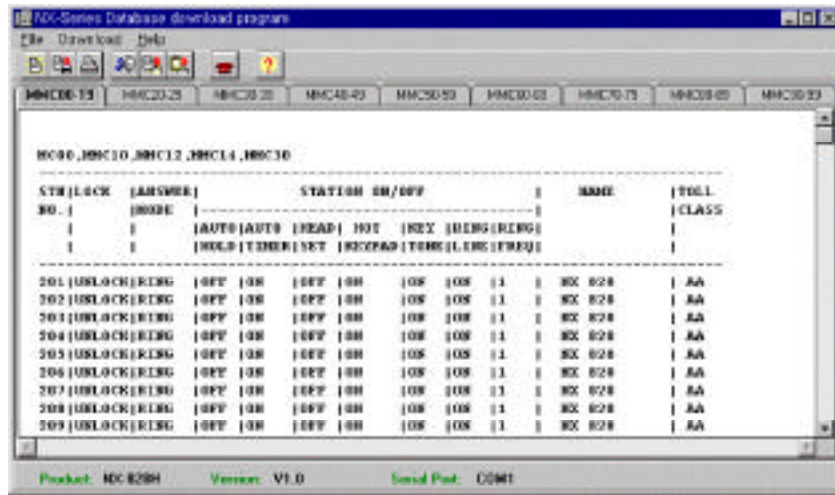 NX-Series Database download program
File Download Help
MMC00-19 MMC20-29 MMC30-39 MMC40-49 MMC50-59 MMC60-69 MMC70-79 MMC80-89 MMC90-99
MC00,MMC10,MMC12,MMC14,MMC30
STN|LOCK |ANSWER| STATION ON/OFF | NAME |TOLL
NO. | |MODE |--------------------------------------------| |CLASS
| | |AUTO|AUTO |HEAD| HOT |KEY |RING|RING| |
| | |HOLD|TIMER|SET |KEYPAD|TONE|LINE|FREQ| |
201|UNLOCK|RING |OFF |ON |OFF |ON |ON |ON |1 | NX 820 | AA
202|UNLOCK|RING |OFF |ON |OFF |ON |ON |ON |1 | NX 820 | AA
203|UNLOCK|RING |OFF |ON |OFF |ON |ON |ON |1 | NX 820 | AA
204|UNLOCK|RING |OFF |ON |OFF |ON |ON |ON |1 | NX 820 | AA
205|UNLOCK|RING |OFF |ON |OFF |ON |ON |ON |1 | NX 820 | AA
206|UNLOCK|RING |OFF |ON |OFF |ON |ON |ON |1 | NX 820 | AA
207|UNLOCK|RING |OFF |ON |OFF |ON |ON |ON |1 | NX 820 | AA
208|UNLOCK|RING |OFF |ON |OFF |ON |ON |ON |1 | NX 820 | AA
209|UNLOCK|RING |OFF |ON |OFF |ON |ON |ON |1 | NX 820 | AA
Product: NX-828H Version: V1.0 Serial Port: COM1